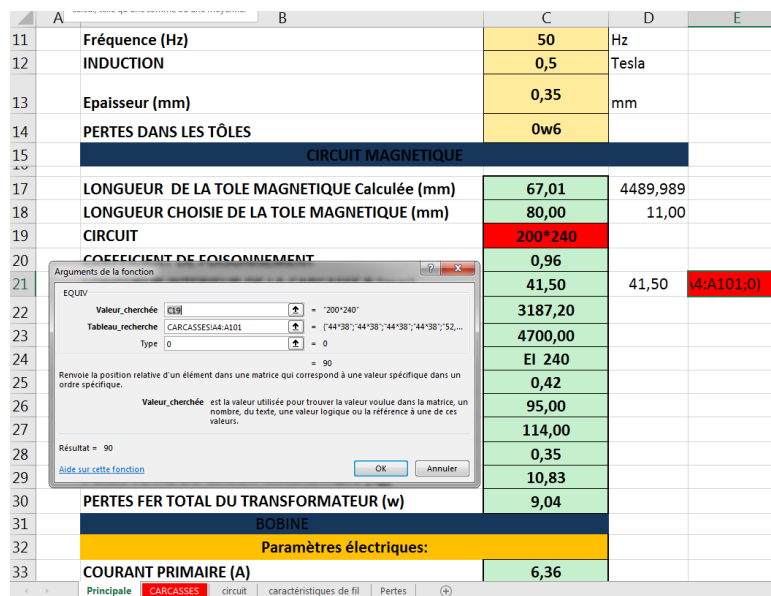 A B C D E
11 Fréquence (Hz) 50 Hz
12 INDUCTION 0,5 Tesla
13 Epaisseur (mm) 0,35 mm
14 PERTES DANS LES TÔLES 0w6
15 CIRCUIT MAGNETIQUE
17 LONGUEUR DE LA TOLE MAGNETIQUE Calculée (mm) 67,01 4489,989
18 LONGUEUR CHOISIE DE LA TOLE MAGNETIQUE (mm) 80,00 11,00
19 CIRCUIT 200*240
20 COEFFICIENT DE FOISONNEMENT 0,96
21 41,50 41,50 A4:A101;0)
22 3187,20
23 4700,00
24 EI 240
25 0,42
26 95,00
27 114,00
28 0,35
29 10,83
30 PERTES FER TOTAL DU TRANSFORMATEUR (w) 9,04
31 BOBINE
32 Paramètres électriques:
33 COURANT PRIMAIRE (A) 6,36
Arguments de la fonction ?
EQUIV
Valeur_cherchée C19 = "200*240"
Tableau_recherche CARCASSES!A4:A101 = {"44*38";"44*38";"44*38";"44*38";"52,...
Type 0 = 0
= 90
Renvoie la position relative d'un élément dans une matrice qui correspond à une valeur spécifique dans un
ordre spécifique.
Valeur_cherchée est la valeur utilisée pour trouver la valeur voulue dans la matrice, un
nombre, du texte, une valeur logique ou la référence à une de ces
valeurs.
Résultat = 90
Aide sur cette fonction OK Annuler
Principale CARCASSES circuit caractéristiques de fil Pertes